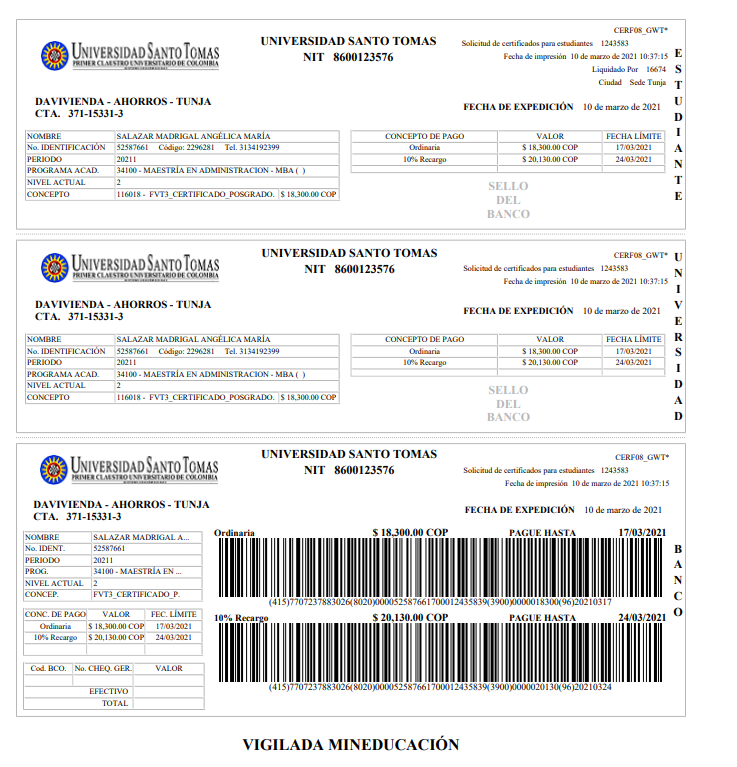 CERF08_GWT*
UNIVERSIDAD SANTO TOMAS
PRIMER CLAUSTRO UNIVERSITARIO DE COLOMBIA
UNIVERSIDAD SANTO TOMAS
NIT 8600123576
Solicitud de certificados para estudiantes 1243583
Fecha de impresión 10 de marzo de 2021 10:37:15
Liquidado Por 16674
Ciudad Sede Tunja
DAVIVIENDA - AHORROS - TUNJA
CTA. 371-15331-3
FECHA DE EXPEDICIÓN 10 de marzo de 2021
ESTUDIANTE
NOMBRE SALAZAR MADRIGAL ANGÉLICA MARÍA
No. IDENTIFICACIÓN 52587661 Código: 2296281 Tel. 3134192399
PERIODO 20211
PROGRAMA ACAD. 34100 - MAESTRÍA EN ADMINISTRACION - MBA ( )
NIVEL ACTUAL 2
CONCEPTO 116018 - FVT3_CERTIFICADO_POSGRADO. $ 18,300.00 COP
CONCEPTO DE PAGO VALOR FECHA LÍMITE
Ordinaria $ 18,300.00 COP 17/03/2021
10% Recargo $ 20,130.00 COP 24/03/2021
SELLO
DEL
BANCO
CERF08_GWT*
UNIVERSIDAD SANTO TOMAS
PRIMER CLAUSTRO UNIVERSITARIO DE COLOMBIA
UNIVERSIDAD SANTO TOMAS
NIT 8600123576
Solicitud de certificados para estudiantes 1243583
Fecha de impresión 10 de marzo de 2021 10:37:15
DAVIVIENDA - AHORROS - TUNJA
CTA. 371-15331-3
FECHA DE EXPEDICIÓN 10 de marzo de 2021
UNIVERSIDAD
NOMBRE SALAZAR MADRIGAL ANGÉLICA MARÍA
No. IDENTIFICACIÓN 52587661 Código: 2296281 Tel. 3134192399
PERIODO 20211
PROGRAMA ACAD. 34100 - MAESTRÍA EN ADMINISTRACION - MBA ( )
NIVEL ACTUAL 2
CONCEPTO 116018 - FVT3_CERTIFICADO_POSGRADO. $ 18,300.00 COP
CONCEPTO DE PAGO VALOR FECHA LÍMITE
Ordinaria $ 18,300.00 COP 17/03/2021
10% Recargo $ 20,130.00 COP 24/03/2021
SELLO
DEL
BANCO
UNIVERSIDAD SANTO TOMAS
PRIMER CLAUSTRO UNIVERSITARIO DE COLOMBIA
UNIVERSIDAD SANTO TOMAS
NIT 8600123576
CERF08_GWT*
Solicitud de certificados para estudiantes 1243583
Fecha de impresión 10 de marzo de 2021 10:37:15
DAVIVIENDA - AHORROS - TUNJA
CTA. 371-15331-3
FECHA DE EXPEDICIÓN 10 de marzo de 2021
BANCO
NOMBRE SALAZAR MADRIGAL A...
No. IDENT. 52587661
PERIODO 20211
PROG. 34100 - MAESTRÍA EN ...
NIVEL ACTUAL 2
CONCEP. FVT3_CERTIFICADO_P.
CONC. DE PAGO VALOR FEC. LÍMITE
Ordinaria $ 18,300.00 COP 17/03/2021
10% Recargo $ 20,130.00 COP 24/03/2021
Cod. BCO. No. CHEQ. GER. VALOR
EFECTIVO
TOTAL
Ordinaria $ 18,300.00 COP PAGUE HASTA 17/03/2021
(415)7707237883026(8020)00005258766170001243583​9(3900)0000018300(96)20210317
10% Recargo $ 20,130.00 COP PAGUE HASTA 24/03/2021
(415)7707237883026(8020)000052587661700012435839(3900)0000020130(96)20210324
VIGILADA MINEDUCACIÓN